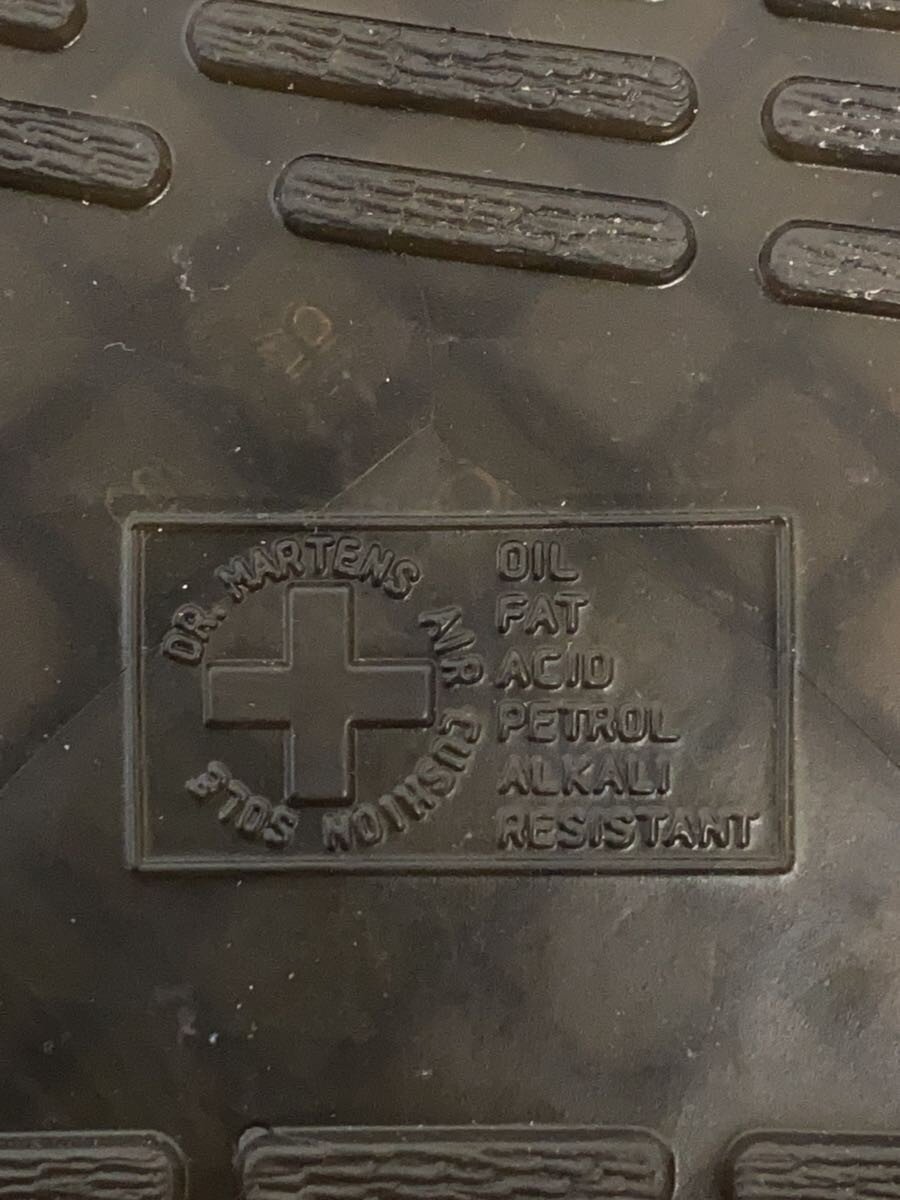 DR. MARTENS AIR CUSHION SOLE
OIL
FAT
ACID
PETROL
ALKALI
RESISTANT